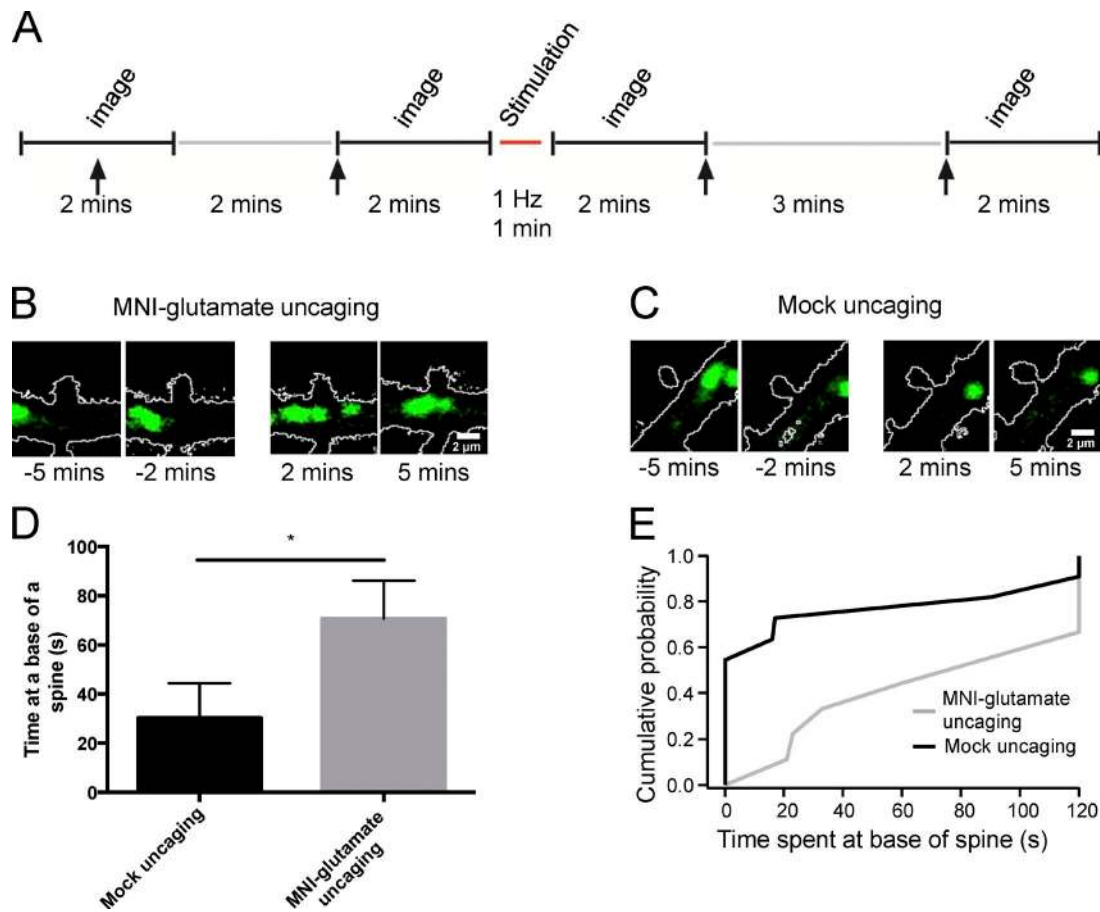 A
image
image
Stimulation
image
image
2 mins
2 mins
2 mins
1 Hz
1 min
2 mins
3 mins
2 mins
B
MNI-glutamate uncaging
-5 mins
-2 mins
2 mins
5 mins
2 µm
C
Mock uncaging
-5 mins
-2 mins
2 mins
5 mins
2 µm
D
Time at a base of a
spine (s)
100
80
60
40
20
0
*
Mock uncaging
MNI-glutamate
uncaging
E
Cumulative probability
1.0
0.8
0.6
0.4
0.2
0.0
MNI-glutamate
uncaging
Mock uncaging
0 20 40 60 80 100 120
Time spent at base of spine (s)